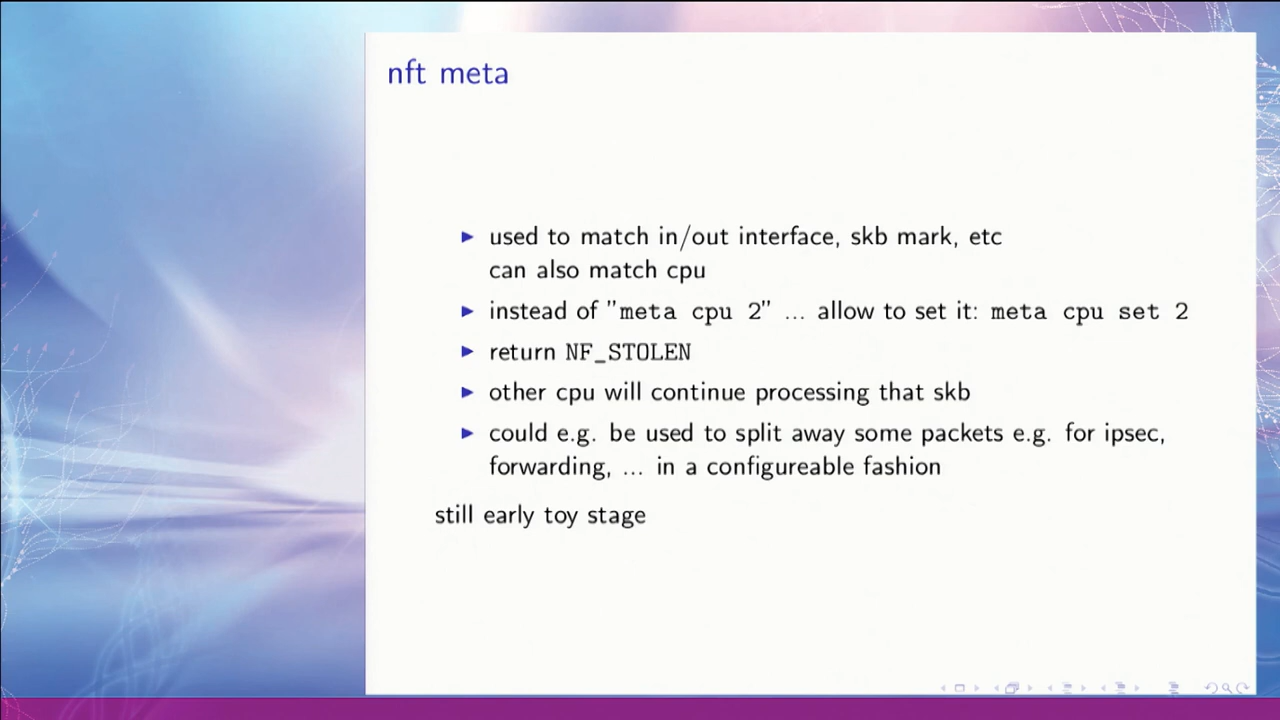 nft meta
► used to match in/out interface, skb mark, etc
can also match cpu
► instead of "meta cpu 2" ... allow to set it: meta cpu set 2
► return NF_STOLEN
► other cpu will continue processing that skb
► could e.g. be used to split away some packets e.g. for ipsec,
forwarding, ... in a configureable fashion
still early toy stage